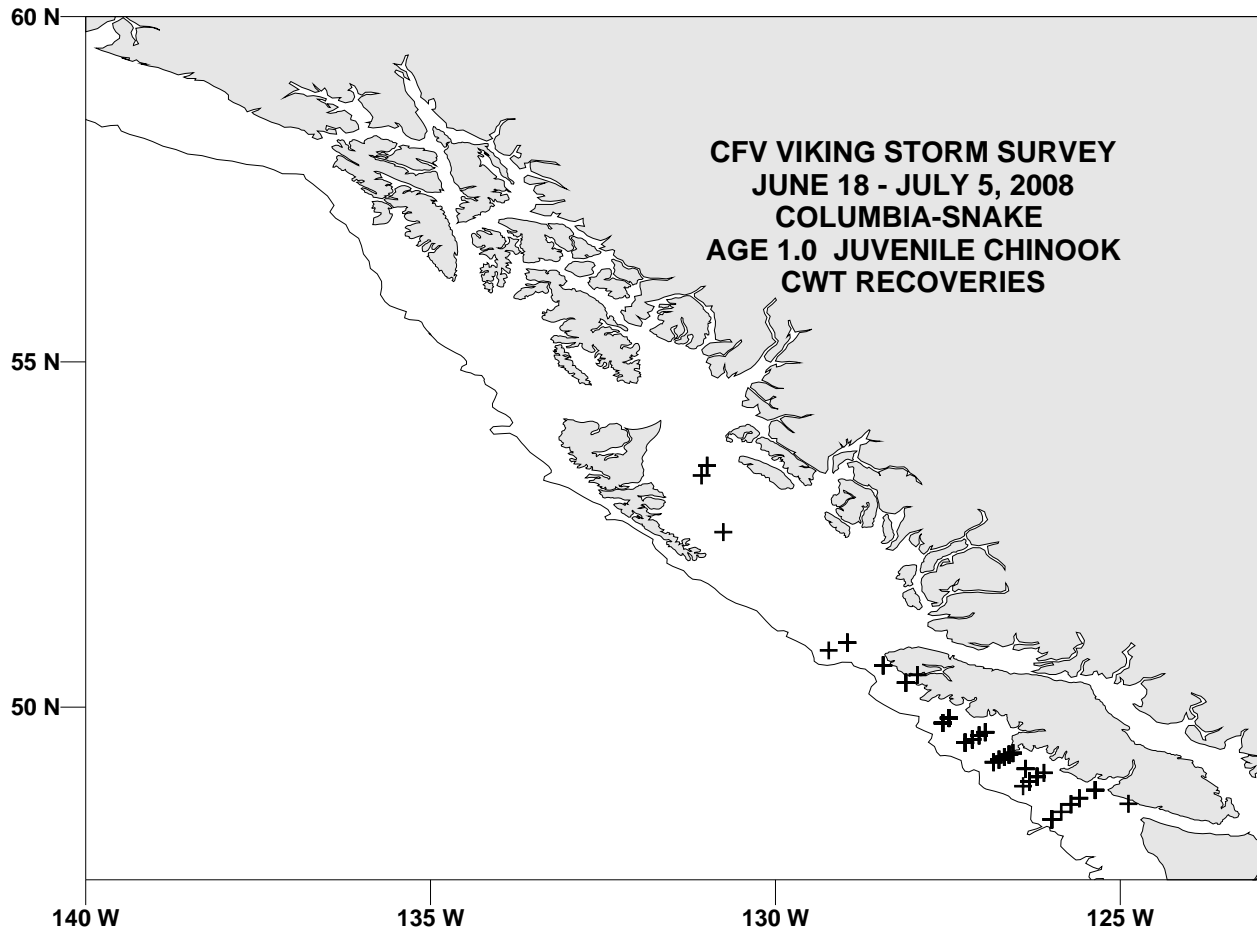 60 N
CFV VIKING STORM SURVEY
JUNE 18 - JULY 5, 2008
COLUMBIA-SNAKE
AGE 1.0 JUVENILE CHINOOK
CWT RECOVERIES
55 N
50 N
140 W
135 W
130 W
125 W